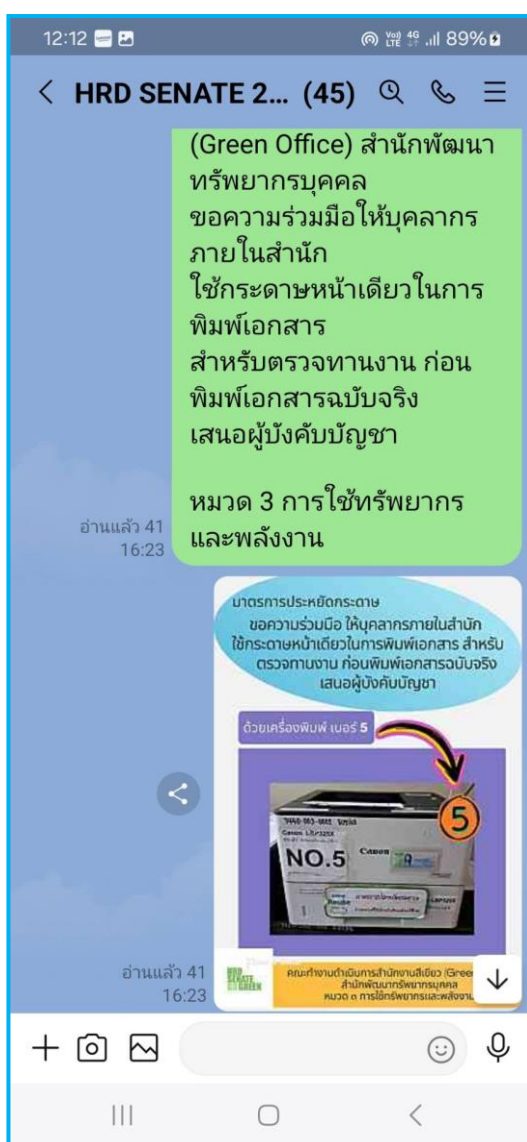 12:12
Vo)) LTE 4G 89%
HRD SENATE 2... (45)
(Green Office) สำนักพัฒนา
ทรัพยากรบุคคล
ขอความร่วมมือให้บุคลากร
ภายในสำนัก
ใช้กระดาษหน้าเดียวในการ
พิมพ์เอกสาร
สำหรับตรวจทานงาน ก่อน
พิมพ์เอกสารฉบับจริง
เสนอผู้บังคับบัญชา
หมวด 3 การใช้ทรัพยากร
และพลังงาน
อ่านแล้ว 41
16:23
มาตรการประหยัดกระดาษ
ขอความร่วมมือ ให้บุคลากรภายในสำนัก
ใช้กระดาษหน้าเดียวในการพิมพ์เอกสาร สำหรับ
ตรวจทานงาน ก่อนพิมพ์เอกสารฉบับจริง
เสนอผู้บังคับบัญชา
ด้วยเครื่องพิมพ์ เบอร์ 5
5
Canon
NO.5
Canon
1
Reuse
HRD
SENATE
GO GREEN
คณะทำงานดำเนินการสำนักงานสีเขียว (Gree
สำนักพัฒนาทรัพยากรบุคคล
หมวด ๓ การใช้ทรัพยากรและพลังงา
อ่านแล้ว 41
16:23